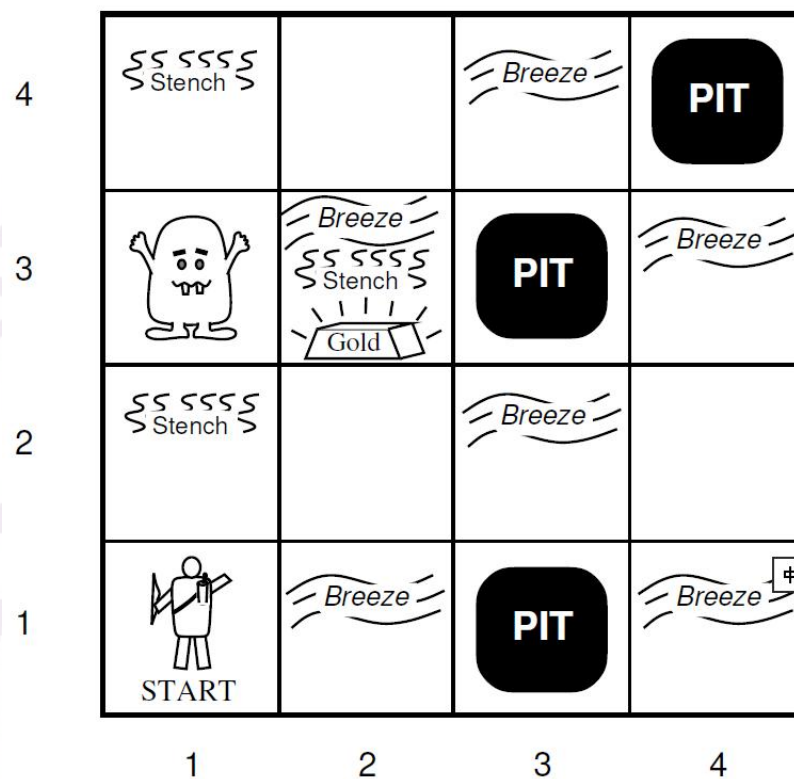 4
Stench
Breeze
PIT
3
Breeze
Stench
Gold
PIT
Breeze
2
Stench
Breeze
1
START
Breeze
PIT
Breeze
中
1 2 3 4